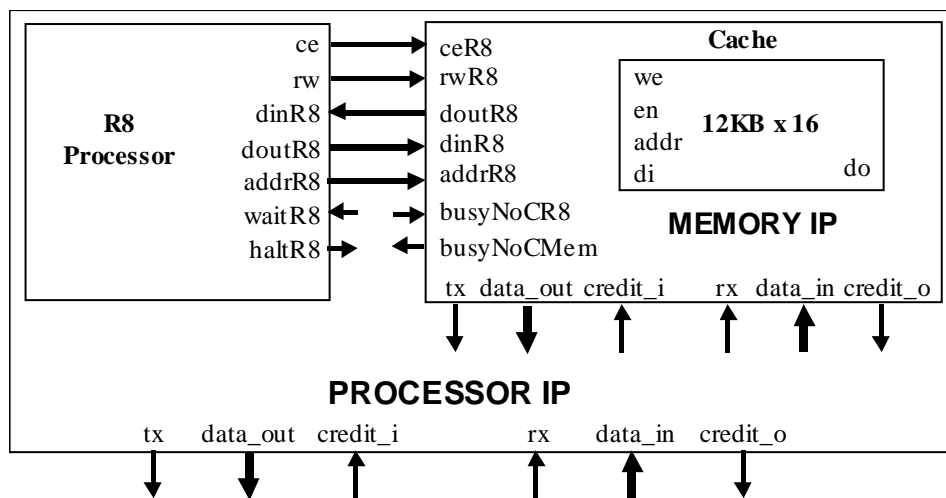 ce
rw
dinR8
doutR8
addrR8
waitR8
haltR8
R8
Processor
ceR8
rwR8
doutR8
dinR8
addrR8
busyNoCR8
busyNoCMem
Cache
we
en
addr
di
12KB x 16
do
MEMORY IP
tx data_out credit_i rx data_in credit_o
PROCESSOR IP
tx data_out credit_i rx data_in credit_o